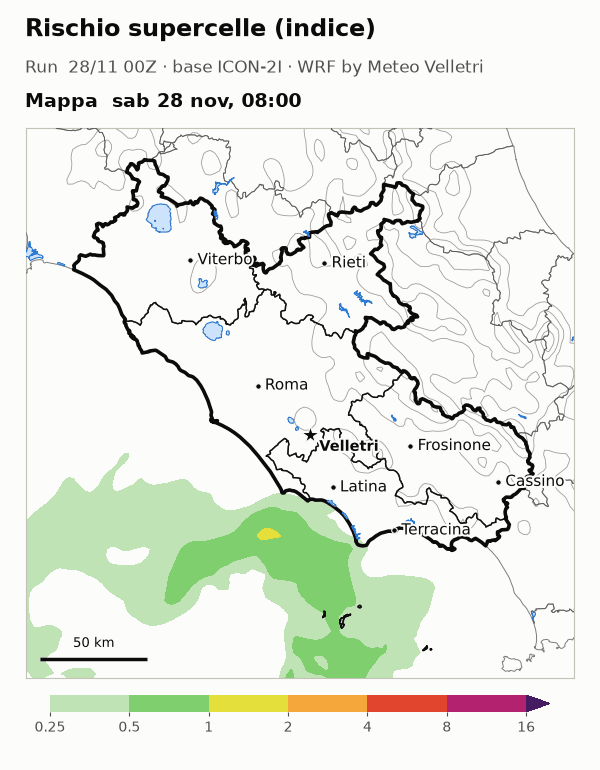 Rischio supercelle (indice)
Run 28/11 00Z · base ICON-2I · WRF by Meteo Velletri
Mappa sab 28 nov, 08:00
Viterbo
Rieti
Roma
Velletri
Frosinone
Cassino
Latina
Terracina
50 km
0.25 0.5 1 2 4 8 16